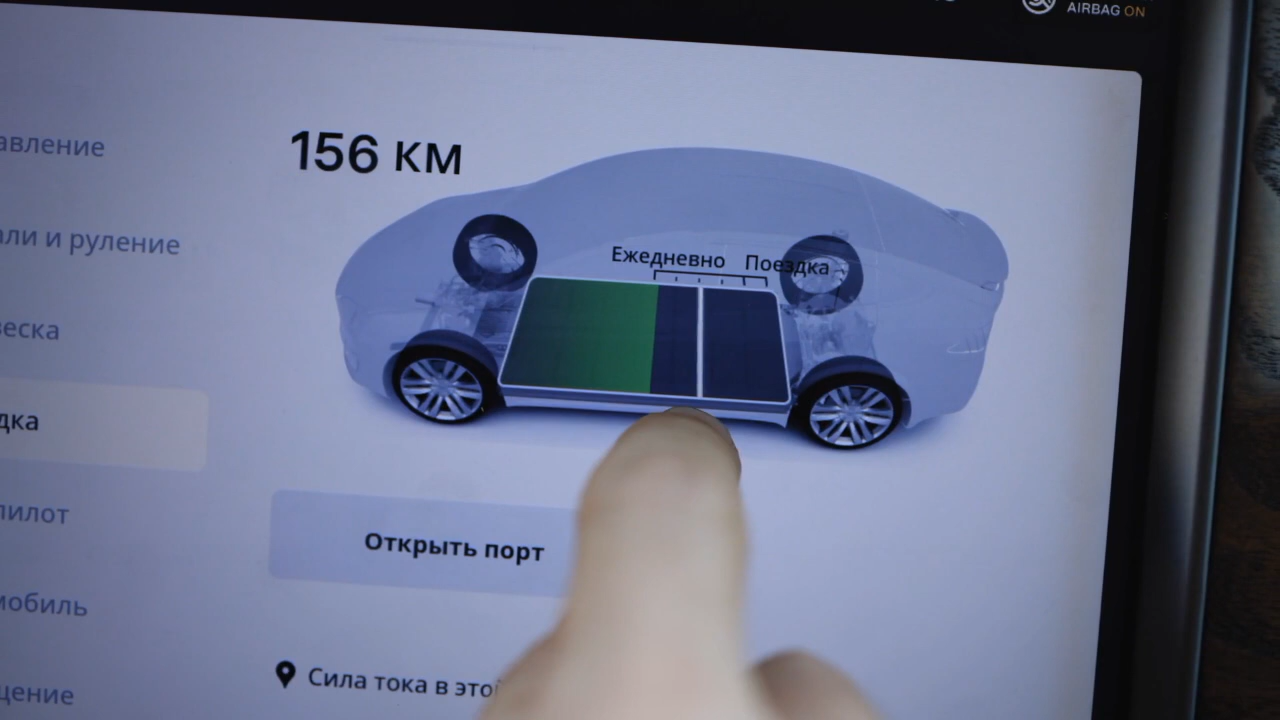 AIRBAG ON
авление
156 км
али и руление
Ежедневно Поездка
веска
дка
пилот
Открыть порт
мобиль
Сила тока в этой
щение